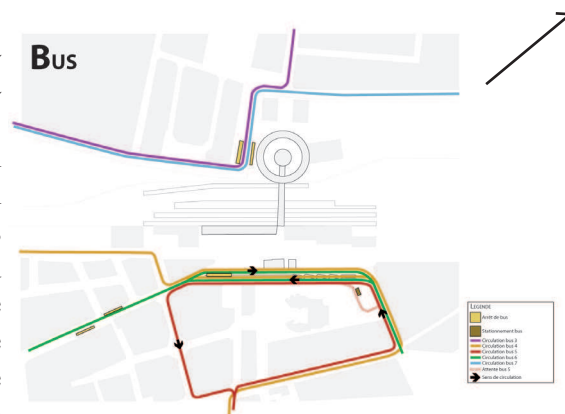 BUS
LEGENDE
Arrêt de bus
Stationnement bus
Circulation bus 3
Circulation bus 4
Circulation bus 5
Circulation bus 6
Circulation bus 7
Attente bus 5
Sens de circulation